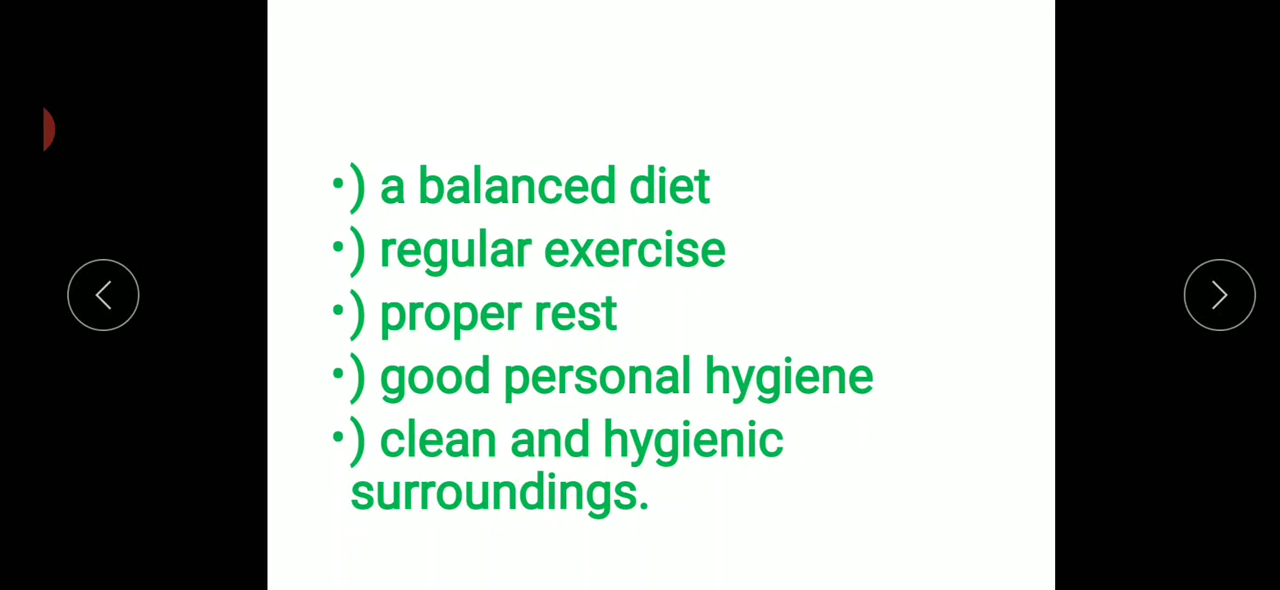 •) a balanced diet
•) regular exercise
•) proper rest
•) good personal hygiene
•) clean and hygienic
surroundings.